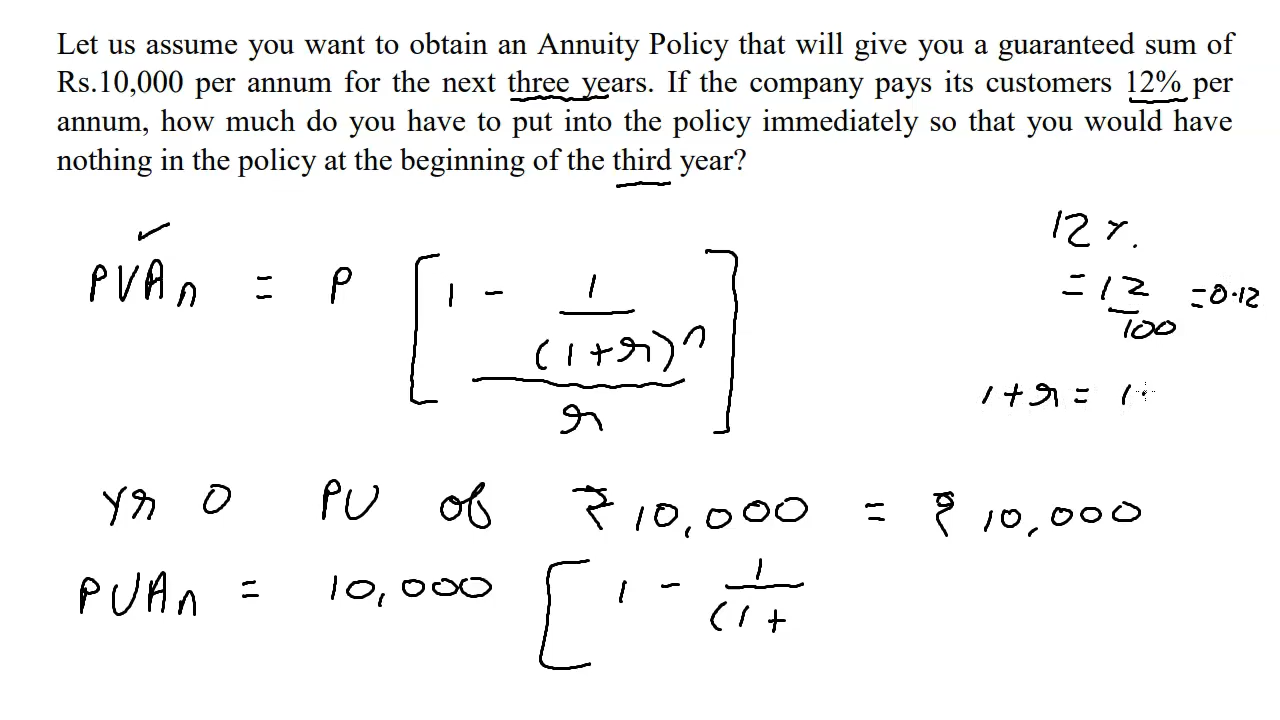 Let us assume you want to obtain an Annuity Policy that will give you a guaranteed sum of
Rs.10,000 per annum for the next three years. If the company pays its customers 12% per
annum, how much do you have to put into the policy immediately so that you would have
nothing in the policy at the beginning of the third year?
PVAn = P [ 1 - 1
(1+r)^n
r ]
12 %.
= 12 = 0.12
100
1+r = 1+
Yr 0 PV of ₹ 10,000 = ₹ 10,000
PVAn = 10,000 [ 1 - 1
(1 +